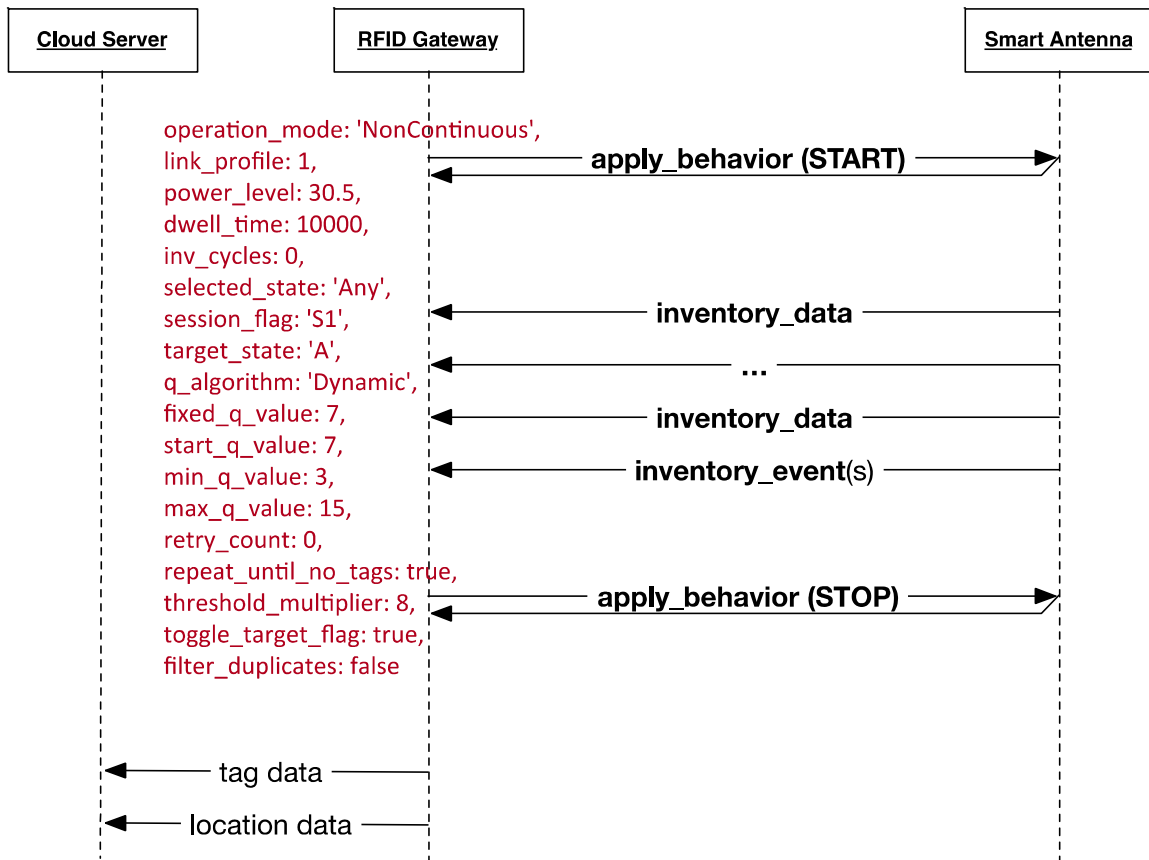 Cloud Server
RFID Gateway
Smart Antenna
operation_mode: 'NonContinuous',
link_profile: 1,
power_level: 30.5,
dwell_time: 10000,
inv_cycles: 0,
selected_state: 'Any',
session_flag: 'S1',
target_state: 'A',
q_algorithm: 'Dynamic',
fixed_q_value: 7,
start_q_value: 7,
min_q_value: 3,
max_q_value: 15,
retry_count: 0,
repeat_until_no_tags: true,
threshold_multiplier: 8,
toggle_target_flag: true,
filter_duplicates: false
apply_behavior (START)
inventory_data
...
inventory_data
inventory_event(s)
apply_behavior (STOP)
tag data
location data